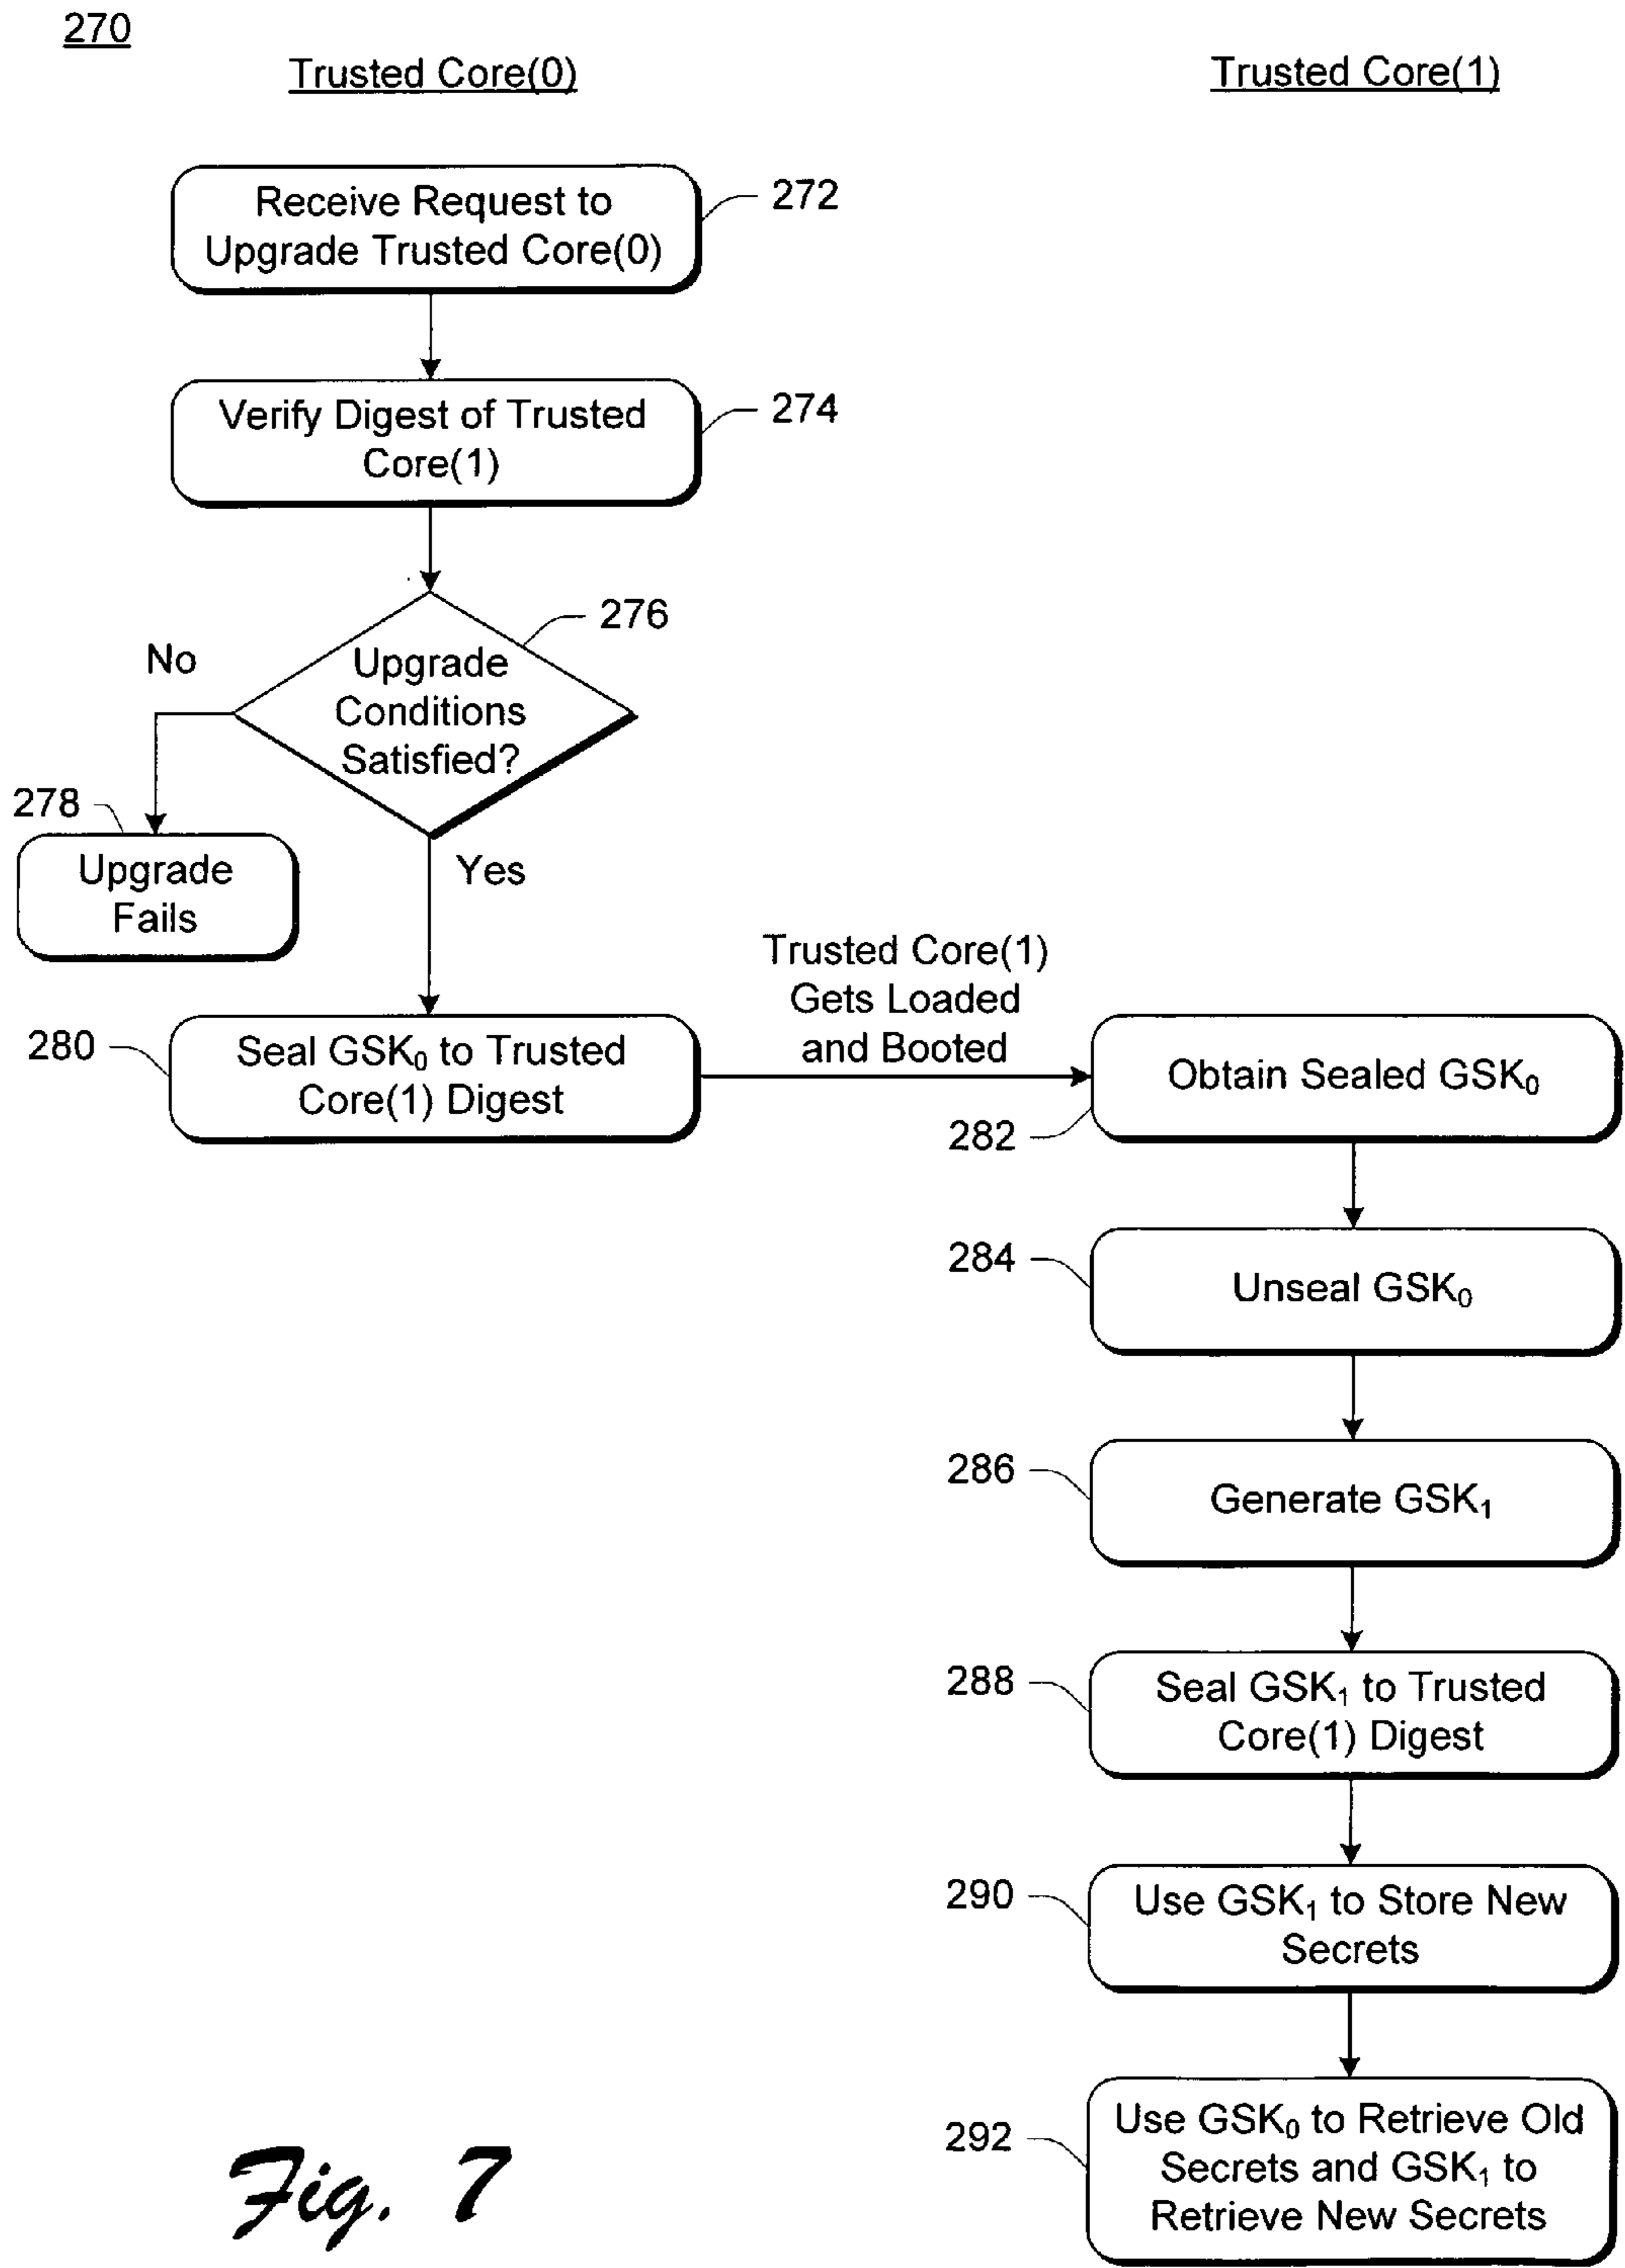 270
Trusted Core(0)
Trusted Core(1)
Receive Request to
Upgrade Trusted Core(0)
272
Verify Digest of Trusted
Core(1)
274
276
Upgrade
Conditions
Satisfied?
No
278
Upgrade
Fails
Yes
280
Seal GSK₀ to Trusted
Core(1) Digest
Trusted Core(1)
Gets Loaded
and Booted
Obtain Sealed GSK₀
282
284
Unseal GSK₀
286
Generate GSK₁
288
Seal GSK₁ to Trusted
Core(1) Digest
290
Use GSK₁ to Store New
Secrets
292
Use GSK₀ to Retrieve Old
Secrets and GSK₁ to
Retrieve New Secrets
Fig. 7